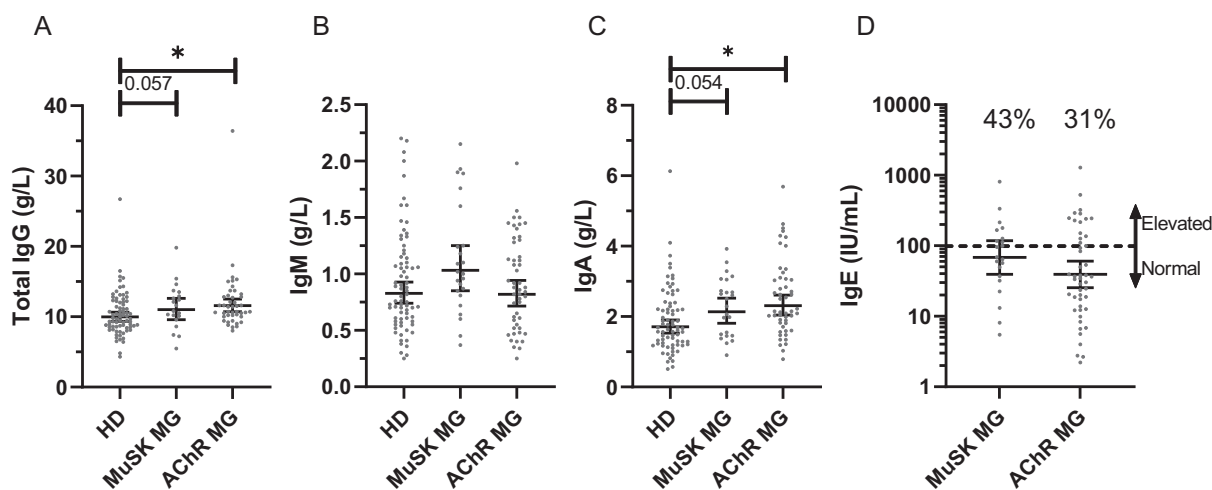 A
B
C
D
*
0.057
Total IgG (g/L)
40
30
20
10
0
HD
MuSK MG
AChR MG
IgM (g/L)
2.5
2.0
1.5
1.0
0.5
0.0
HD
MuSK MG
AChR MG
*
0.054
IgA (g/L)
8
6
4
2
0
HD
MuSK MG
AChR MG
43%
31%
IgE (IU/mL)
10000
1000
100
10
1
Elevated
Normal
MuSK MG
AChR MG